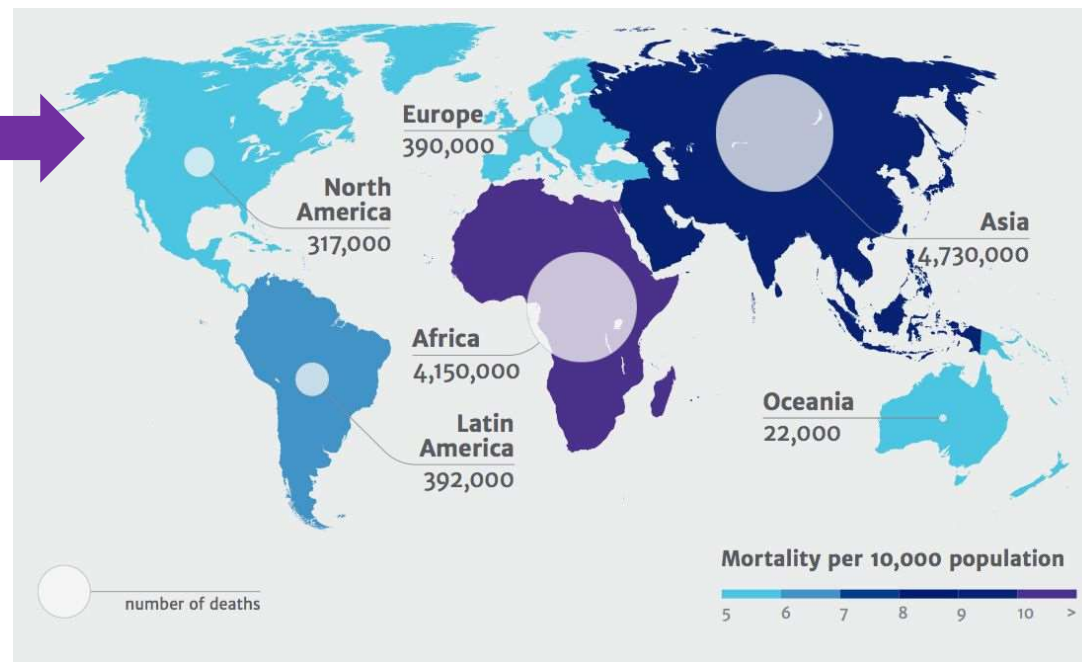 Europe
390,000
North
America
317,000
Asia
4,730,000
Africa
4,150,000
Latin
America
392,000
Oceania
22,000
number of deaths
Mortality per 10,000 population
5 6 7 8 9 10 >